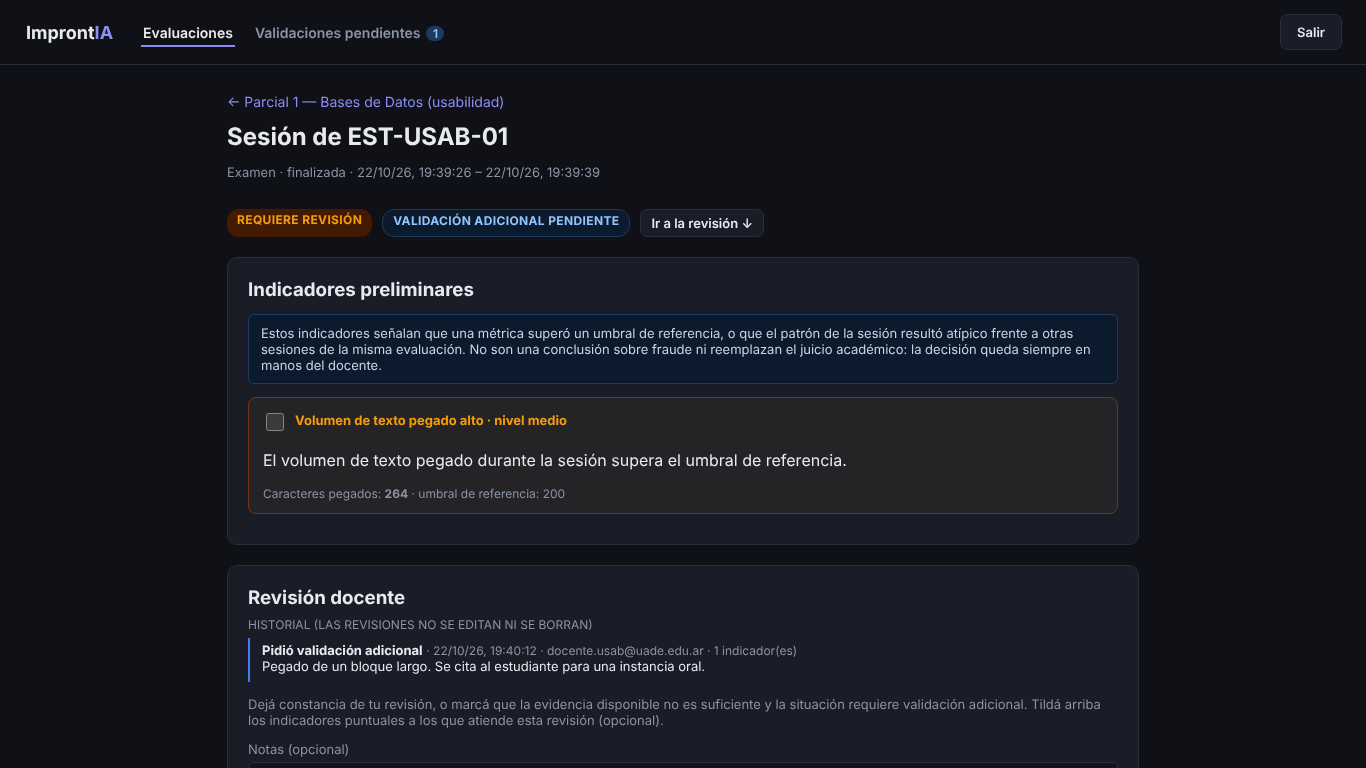 ImprontIA
Evaluaciones
Validaciones pendientes 1
Salir
← Parcial 1 — Bases de Datos (usabilidad)
Sesión de EST-USAB-01
Examen · finalizada · 22/10/26, 19:39:26 – 22/10/26, 19:39:39
REQUIERE REVISIÓN
VALIDACIÓN ADICIONAL PENDIENTE
Ir a la revisión ↓
Indicadores preliminares
Estos indicadores señalan que una métrica superó un umbral de referencia, o que el patrón de la sesión resultó atípico frente a otras
sesiones de la misma evaluación. No son una conclusión sobre fraude ni reemplazan el juicio académico: la decisión queda siempre en
manos del docente.
Volumen de texto pegado alto · nivel medio
El volumen de texto pegado durante la sesión supera el umbral de referencia.
Caracteres pegados: 264 · umbral de referencia: 200
Revisión docente
HISTORIAL (LAS REVISIONES NO SE EDITAN NI SE BORRAN)
Pidió validación adicional · 22/10/26, 19:40:12 · docente.usab@uade.edu.ar · 1 indicador(es)
Pegado de un bloque largo. Se cita al estudiante para una instancia oral.
Dejá constancia de tu revisión, o marcá que la evidencia disponible no es suficiente y la situación requiere validación adicional. Tildá arriba
los indicadores puntuales a los que atiende esta revisión (opcional).
Notas (opcional)